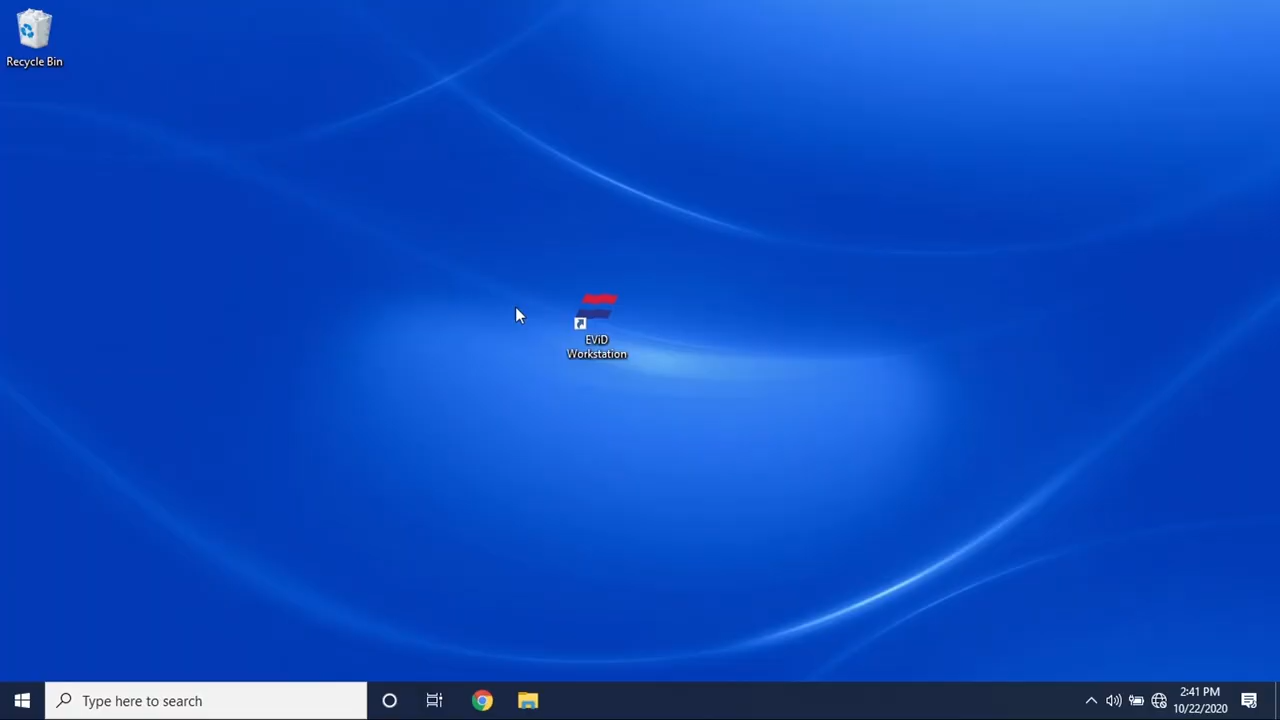 Recycle Bin
EViD
Workstation
Type here to search
2:41 PM
10/22/2020